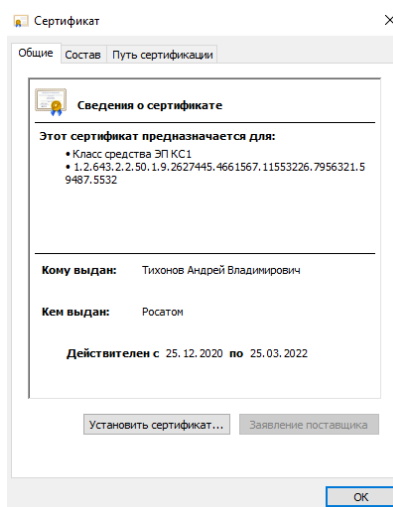 Сертификат
Общие Состав Путь сертификации
Сведения о сертификате
Этот сертификат предназначается для:
• Класс средства ЭП КС1
• 1.2.643.2.2.50.1.9.2627445.4661567.11553226.7956321.5
9487.5532
Кому выдан: Тихонов Андрей Владимирович
Кем выдан: Росатом
Действителен с 25.12.2020 по 25.03.2022
Установить сертификат... Заявление поставщика
ОК